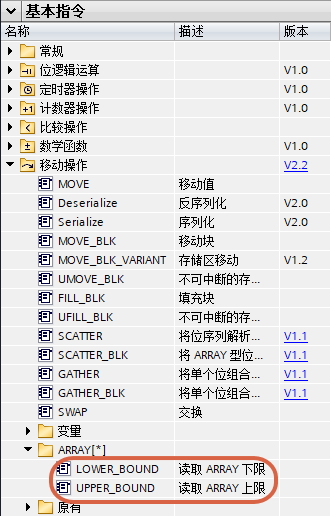 基本指令
名称 描述 版本
常规
位逻辑运算 V1.0
定时器操作 V1.0
计数器操作 V1.0
比较操作
数学函数 V1.0
移动操作 V2.2
MOVE 移动值
Deserialize 反序列化 V2.0
Serialize 序列化 V2.0
MOVE_BLK 移动块
MOVE_BLK_VARIANT 存储区移动 V1.2
UMOVE_BLK 不可中断的存...
FILL_BLK 填充块
UFILL_BLK 不可中断的存...
SCATTER 将位序列解析... V1.1
SCATTER_BLK 将 ARRAY 型位... V1.1
GATHER 将单个位组合... V1.1
GATHER_BLK 将单个位组合... V1.1
SWAP 交换
变量
ARRAY[*]
LOWER_BOUND 读取 ARRAY 下限
UPPER_BOUND 读取 ARRAY 上限
原有